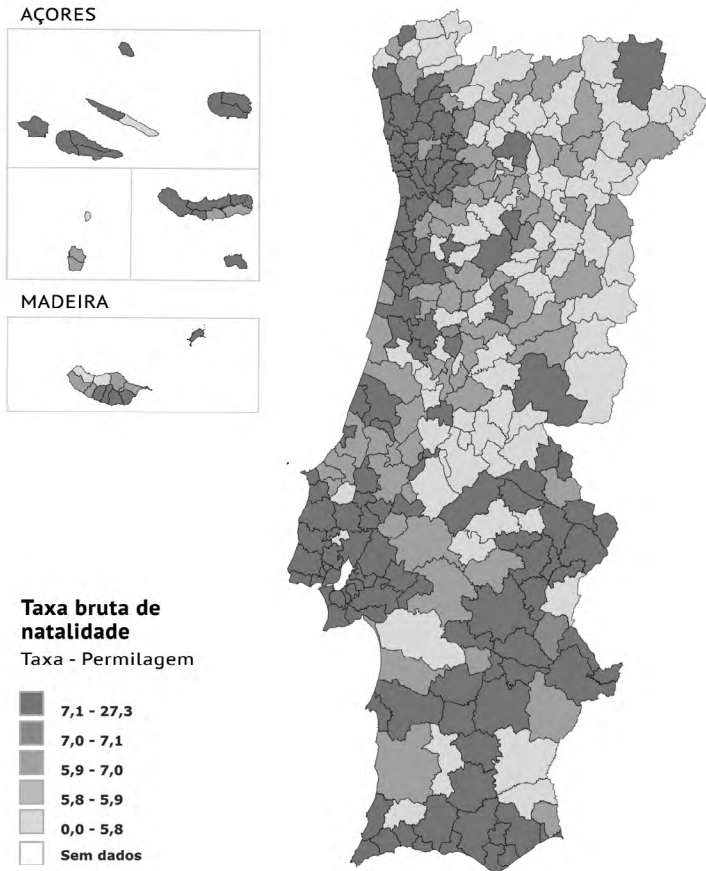 AÇORES
MADEIRA
Taxa bruta de
natalidade
Taxa - Permilagem
7,1 - 27,3
7,0 - 7,1
5,9 - 7,0
5,8 - 5,9
0,0 - 5,8
Sem dados